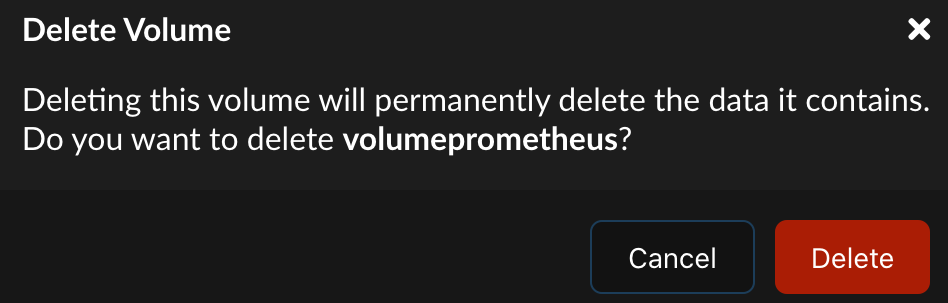 Delete Volume
Deleting this volume will permanently delete the data it contains.
Do you want to delete volumeprometheus?
Cancel Delete